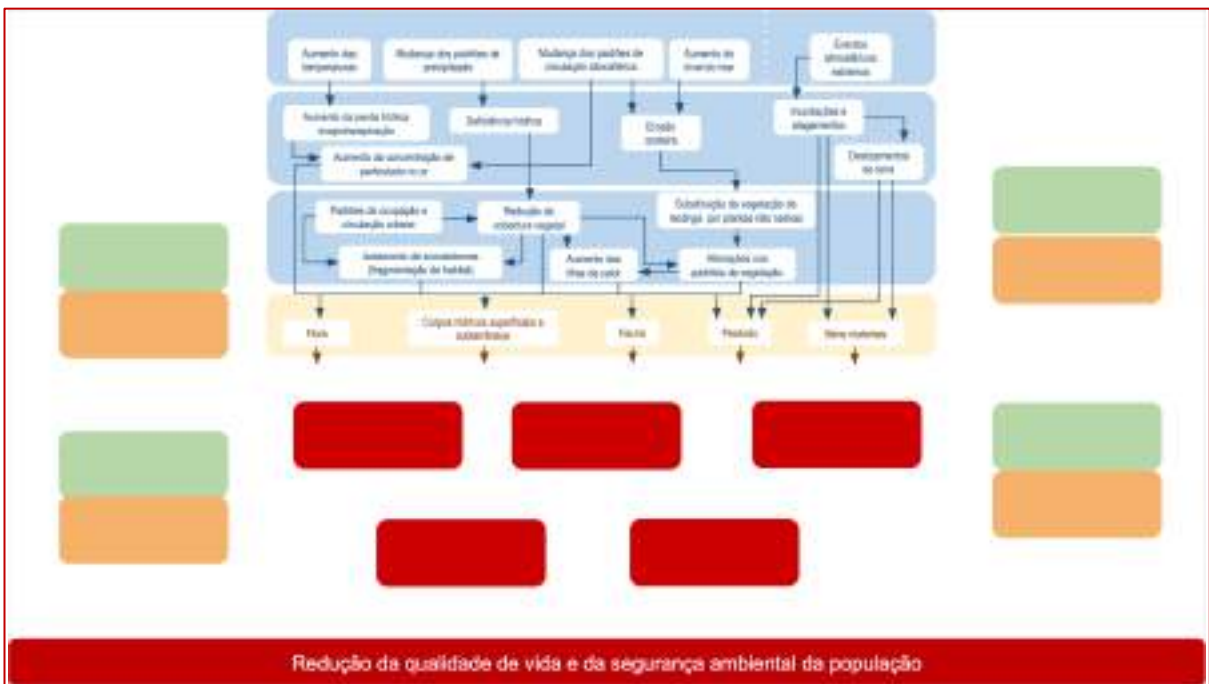 Aumento das
temperaturas
Mudança dos padrões de
precipitação
Mudança dos padrões de
circulação atmosférica
Aumento do
nível do mar
Eventos
atmosféricos
extremos
Aumento da perda hídrica
evapotranspiração
Deficiência hídrica
Erosão
costeira
Inundações e
alagamentos
Aumento da concentração de
particulado no ar
Deslizamentos
de terra
Padrões de ocupação e
circulação urbana
Redução da
cobertura vegetal
Substituição da vegetação de
restinga por plantas não nativas
Isolamento de ecossistemas
(fragmentação de habitat)
Aumento das
ilhas de calor
Alterações nos
padrões de vegetação
Flora
Corpos hídricos superficiais e
subterrâneos
Fauna
Pessoas
Bens materiais
Redução da qualidade de vida e da segurança ambiental da população